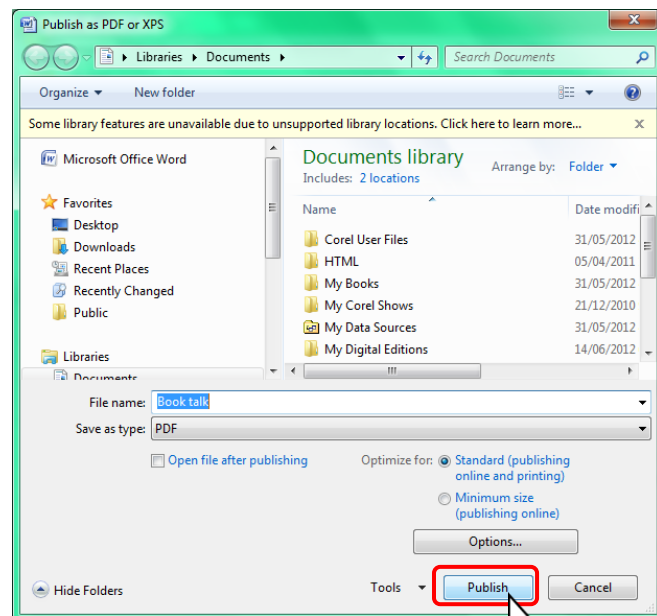 Publish as PDF or XPS
Libraries Documents
Search Documents
Organize New folder
Some library features are unavailable due to unsupported library locations. Click here to learn more...
Microsoft Office Word
Favorites
Desktop
Downloads
Recent Places
Recently Changed
Public
Libraries
Documents
Documents library
Includes: 2 locations
Arrange by: Folder
Name Date modifi
Corel User Files 31/05/2012
HTML 05/04/2011
My Books 31/05/2012
My Corel Shows 21/12/2010
My Data Sources 31/05/2012
My Digital Editions 14/06/2012
File name: Book talk
Save as type: PDF
Open file after publishing
Optimize for: Standard (publishing
online and printing)
Minimum size
(publishing online)
Options...
Hide Folders Tools Publish Cancel